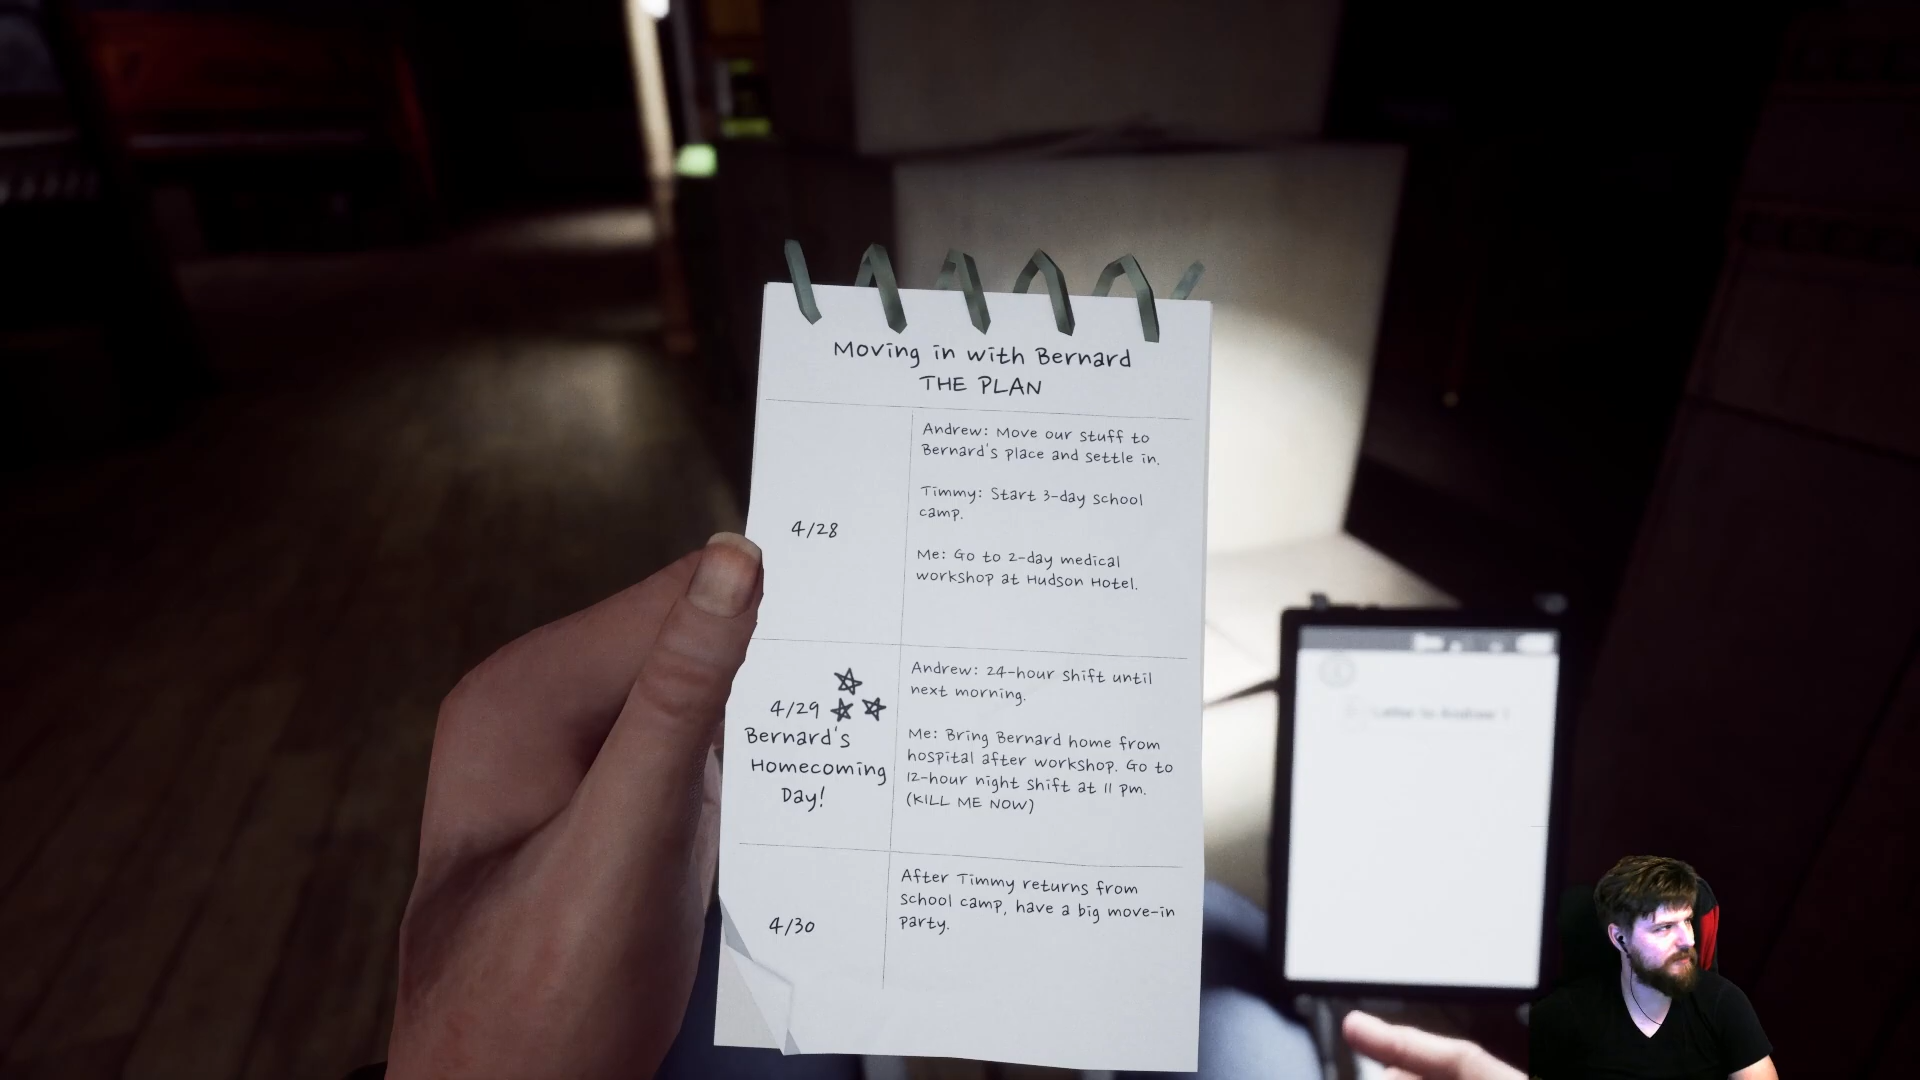 Moving in with Bernard
THE PLAN
4/28
Andrew: Move our stuff to
Bernard's place and settle in.
Timmy: Start 3-day school
camp.
Me: Go to 2-day medical
workshop at Hudson Hotel.
4/29
Bernard's
Homecoming
Day!
Andrew: 24-hour shift until
next morning.
Me: Bring Bernard home from
hospital after workshop. Go to
12-hour night shift at 11 pm.
(KILL ME NOW)
4/30
After Timmy returns from
school camp, have a big move-in
party.
Letter to Andrew